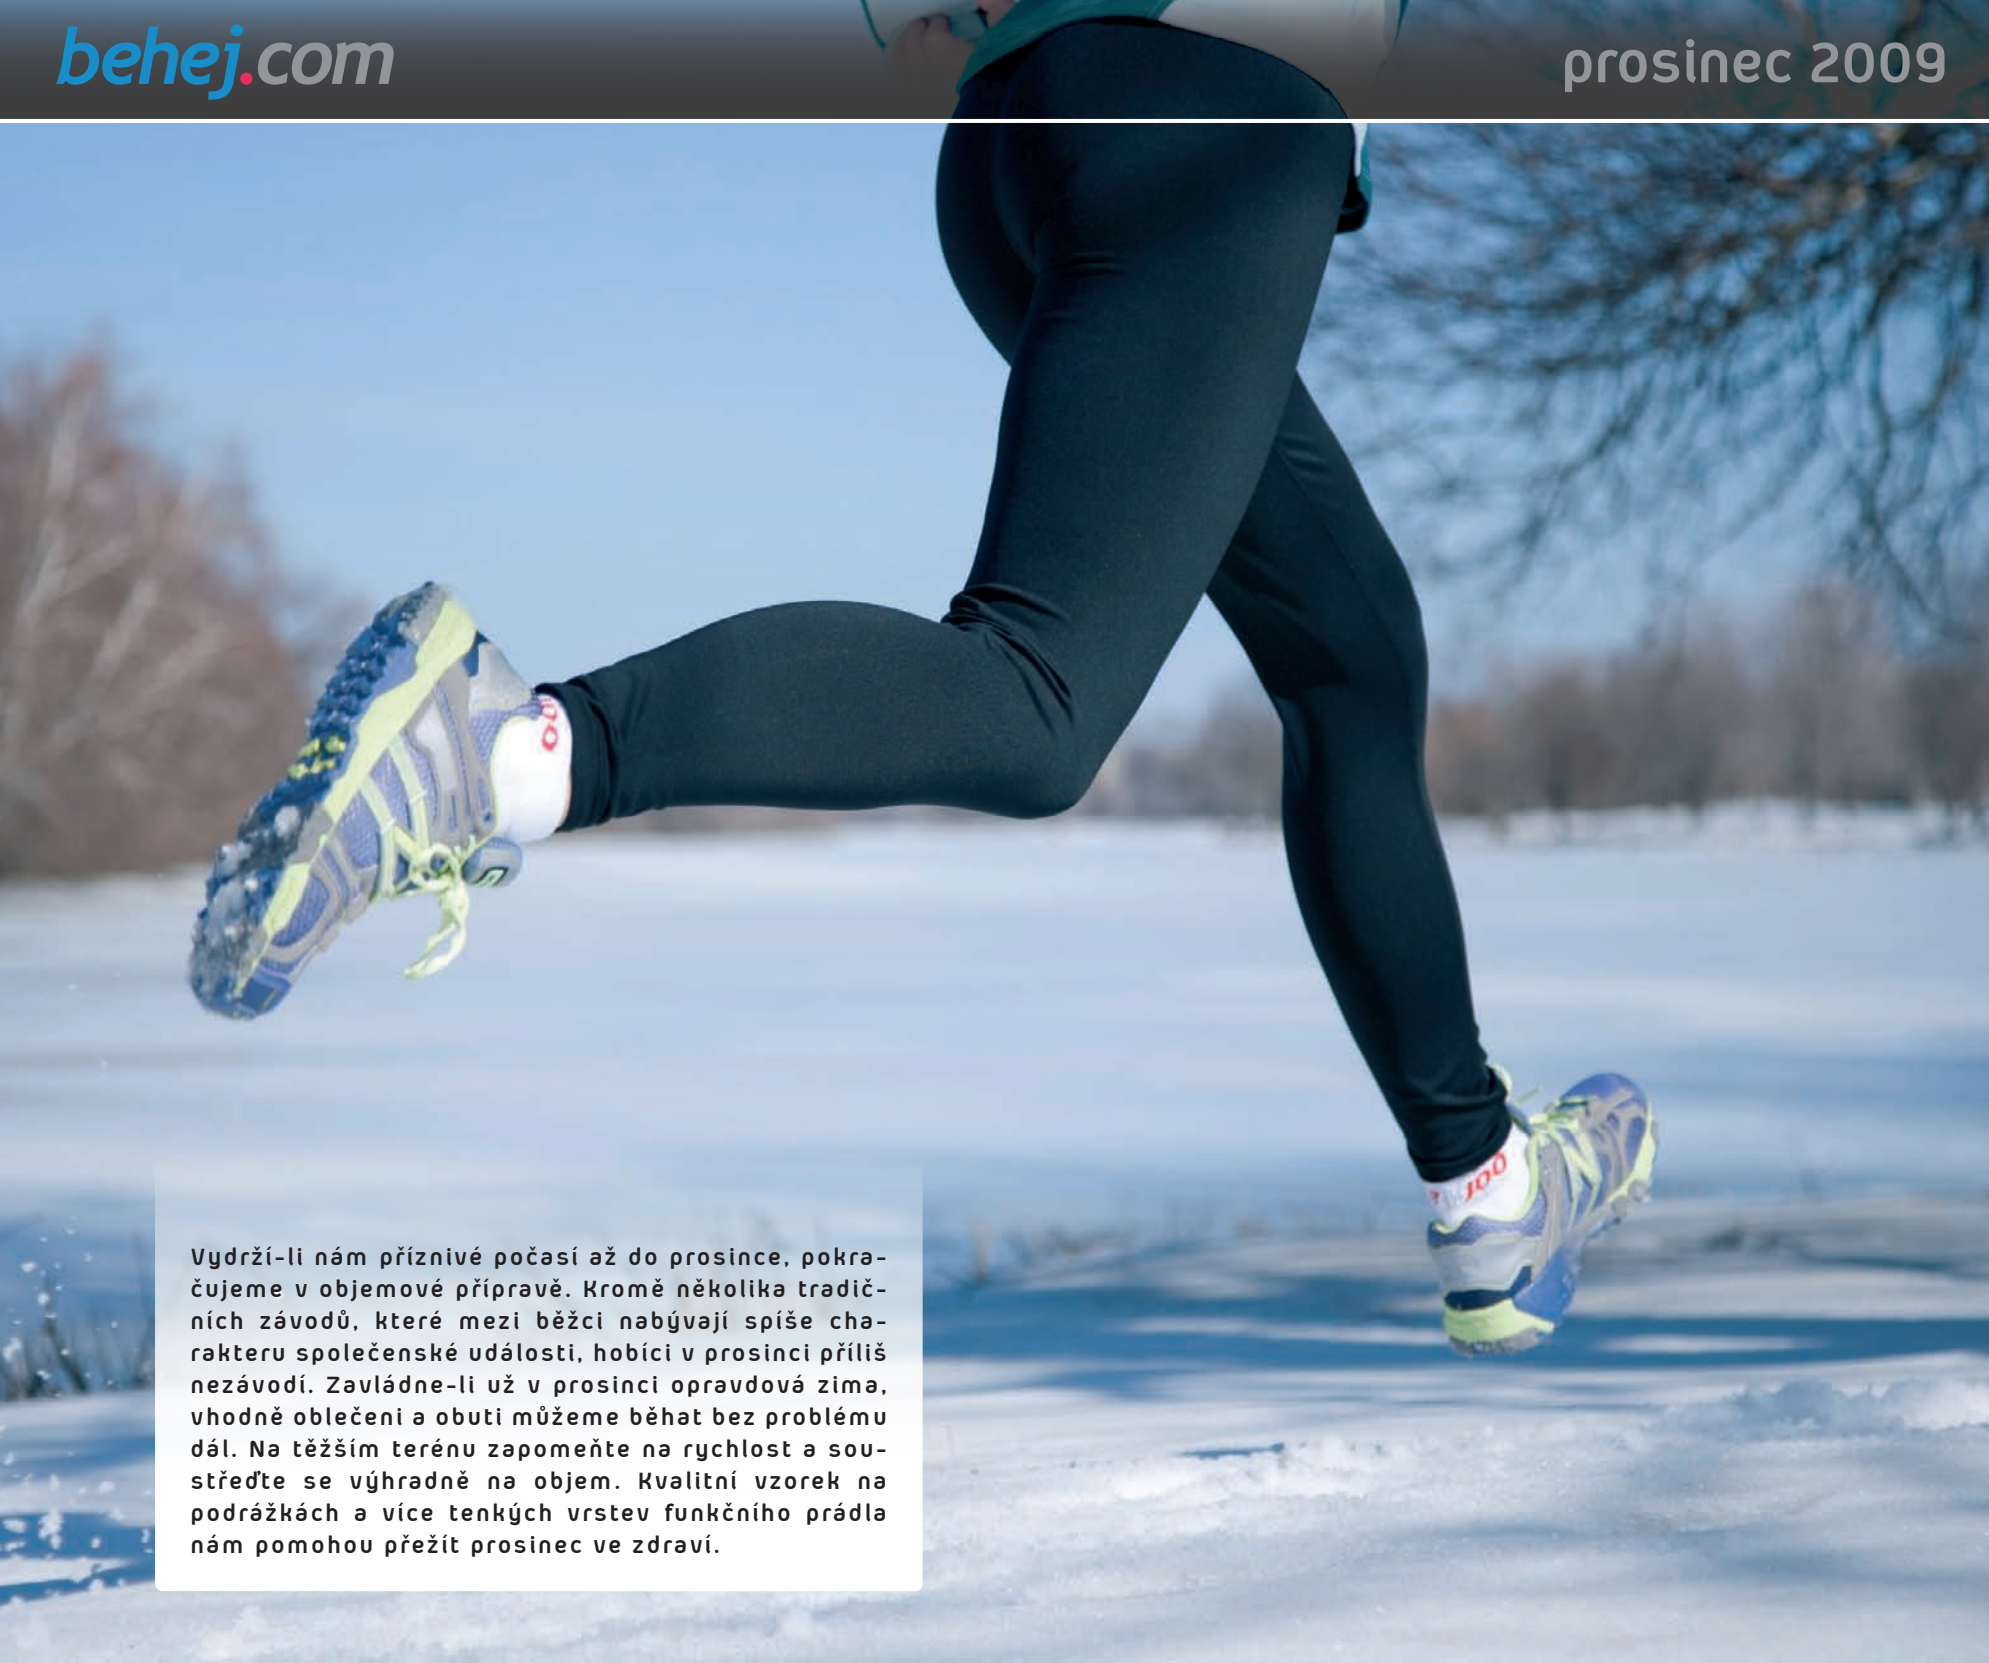 behej.com
prosinec 2009
Vydrží-li nám příznivé počasí až do prosince, pokra-
čujeme v objemové přípravě. Kromě několika tradič-
ních závodů, které mezi běžci nabývají spíše cha-
rakteru společenské události, hobíci v prosinci příliš
nezávodí. Zavládne-li už v prosinci opravdová zima,
vhodně oblečeni a obuti můžeme běhat bez problému
dál. Na těžším terénu zapomeňte na rychlost a sou-
střeďte se výhradně na objem. Kvalitní vzorek na
podrážkách a více tenkých vrstev funkčního prádla
nám pomohou přežít prosinec ve zdraví.